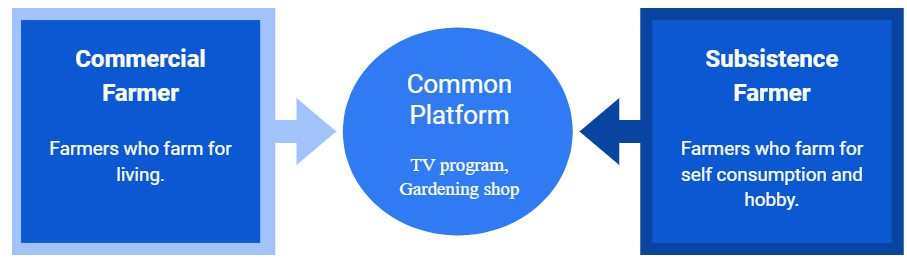 Commercial
Farmer
Farmers who farm for
living.
Common
Platform
TV program,
Gardening shop
Subsistence
Farmer
Farmers who farm for
self consumption and
hobby.